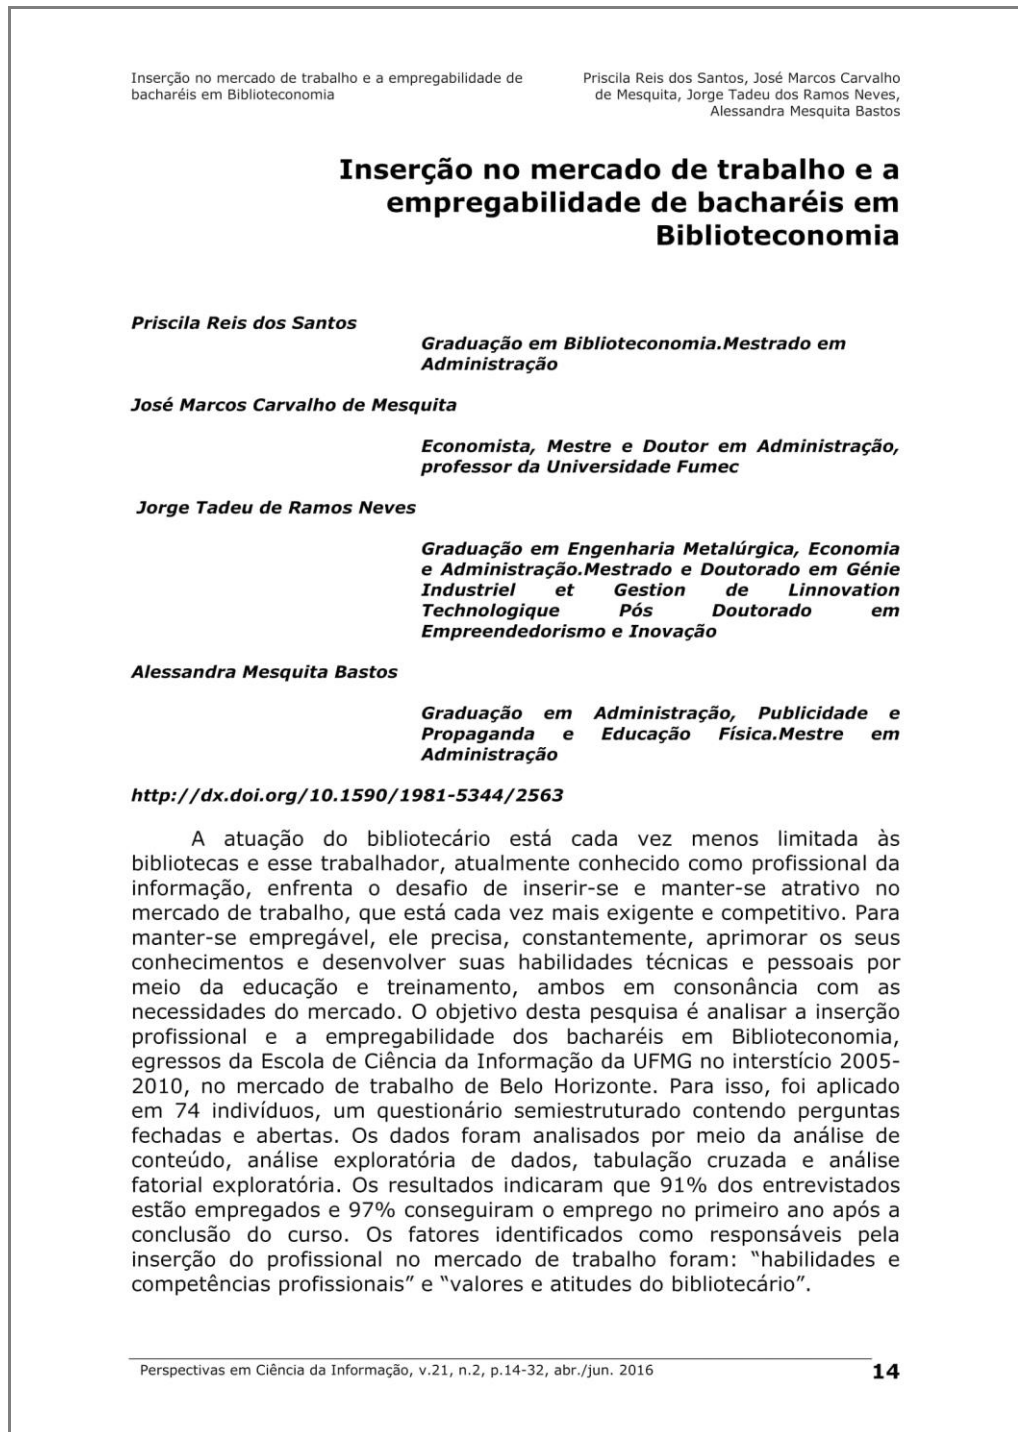 Inserção no mercado de trabalho e a empregabilidade de
bacharéis em Biblioteconomia
Priscila Reis dos Santos, José Marcos Carvalho
de Mesquita, Jorge Tadeu dos Ramos Neves,
Alessandra Mesquita Bastos
Inserção no mercado de trabalho e a
empregabilidade de bacharéis em
Biblioteconomia
Priscila Reis dos Santos
Graduação em Biblioteconomia.Mestrado em
Administração
José Marcos Carvalho de Mesquita
Economista, Mestre e Doutor em Administração,
professor da Universidade Fumec
Jorge Tadeu de Ramos Neves
Graduação em Engenharia Metalúrgica, Economia
e Administração.Mestrado e Doutorado em Génie
Industriel et Gestion de Linnovation
Technologique Pós Doutorado em
Empreendedorismo e Inovação
Alessandra Mesquita Bastos
Graduação em Administração, Publicidade e
Propaganda e Educação Física.Mestre em
Administração
http://dx.doi.org/10.1590/1981-5344/2563
A atuação do bibliotecário está cada vez menos limitada às
bibliotecas e esse trabalhador, atualmente conhecido como profissional da
informação, enfrenta o desafio de inserir-se e manter-se atrativo no
mercado de trabalho, que está cada vez mais exigente e competitivo. Para
manter-se empregável, ele precisa, constantemente, aprimorar os seus
conhecimentos e desenvolver suas habilidades técnicas e pessoais por
meio da educação e treinamento, ambos em consonância com as
necessidades do mercado. O objetivo desta pesquisa é analisar a inserção
profissional e a empregabilidade dos bacharéis em Biblioteconomia,
egressos da Escola de Ciência da Informação da UFMG no interstício 2005-
2010, no mercado de trabalho de Belo Horizonte. Para isso, foi aplicado
em 74 indivíduos, um questionário semiestruturado contendo perguntas
fechadas e abertas. Os dados foram analisados por meio da análise de
conteúdo, análise exploratória de dados, tabulação cruzada e análise
fatorial exploratória. Os resultados indicaram que 91% dos entrevistados
estão empregados e 97% conseguiram o emprego no primeiro ano após a
conclusão do curso. Os fatores identificados como responsáveis pela
inserção do profissional no mercado de trabalho foram: “habilidades e
competências profissionais” e “valores e atitudes do bibliotecário”.
Perspectivas em Ciência da Informação, v.21, n.2, p.14-32, abr./jun. 2016
14